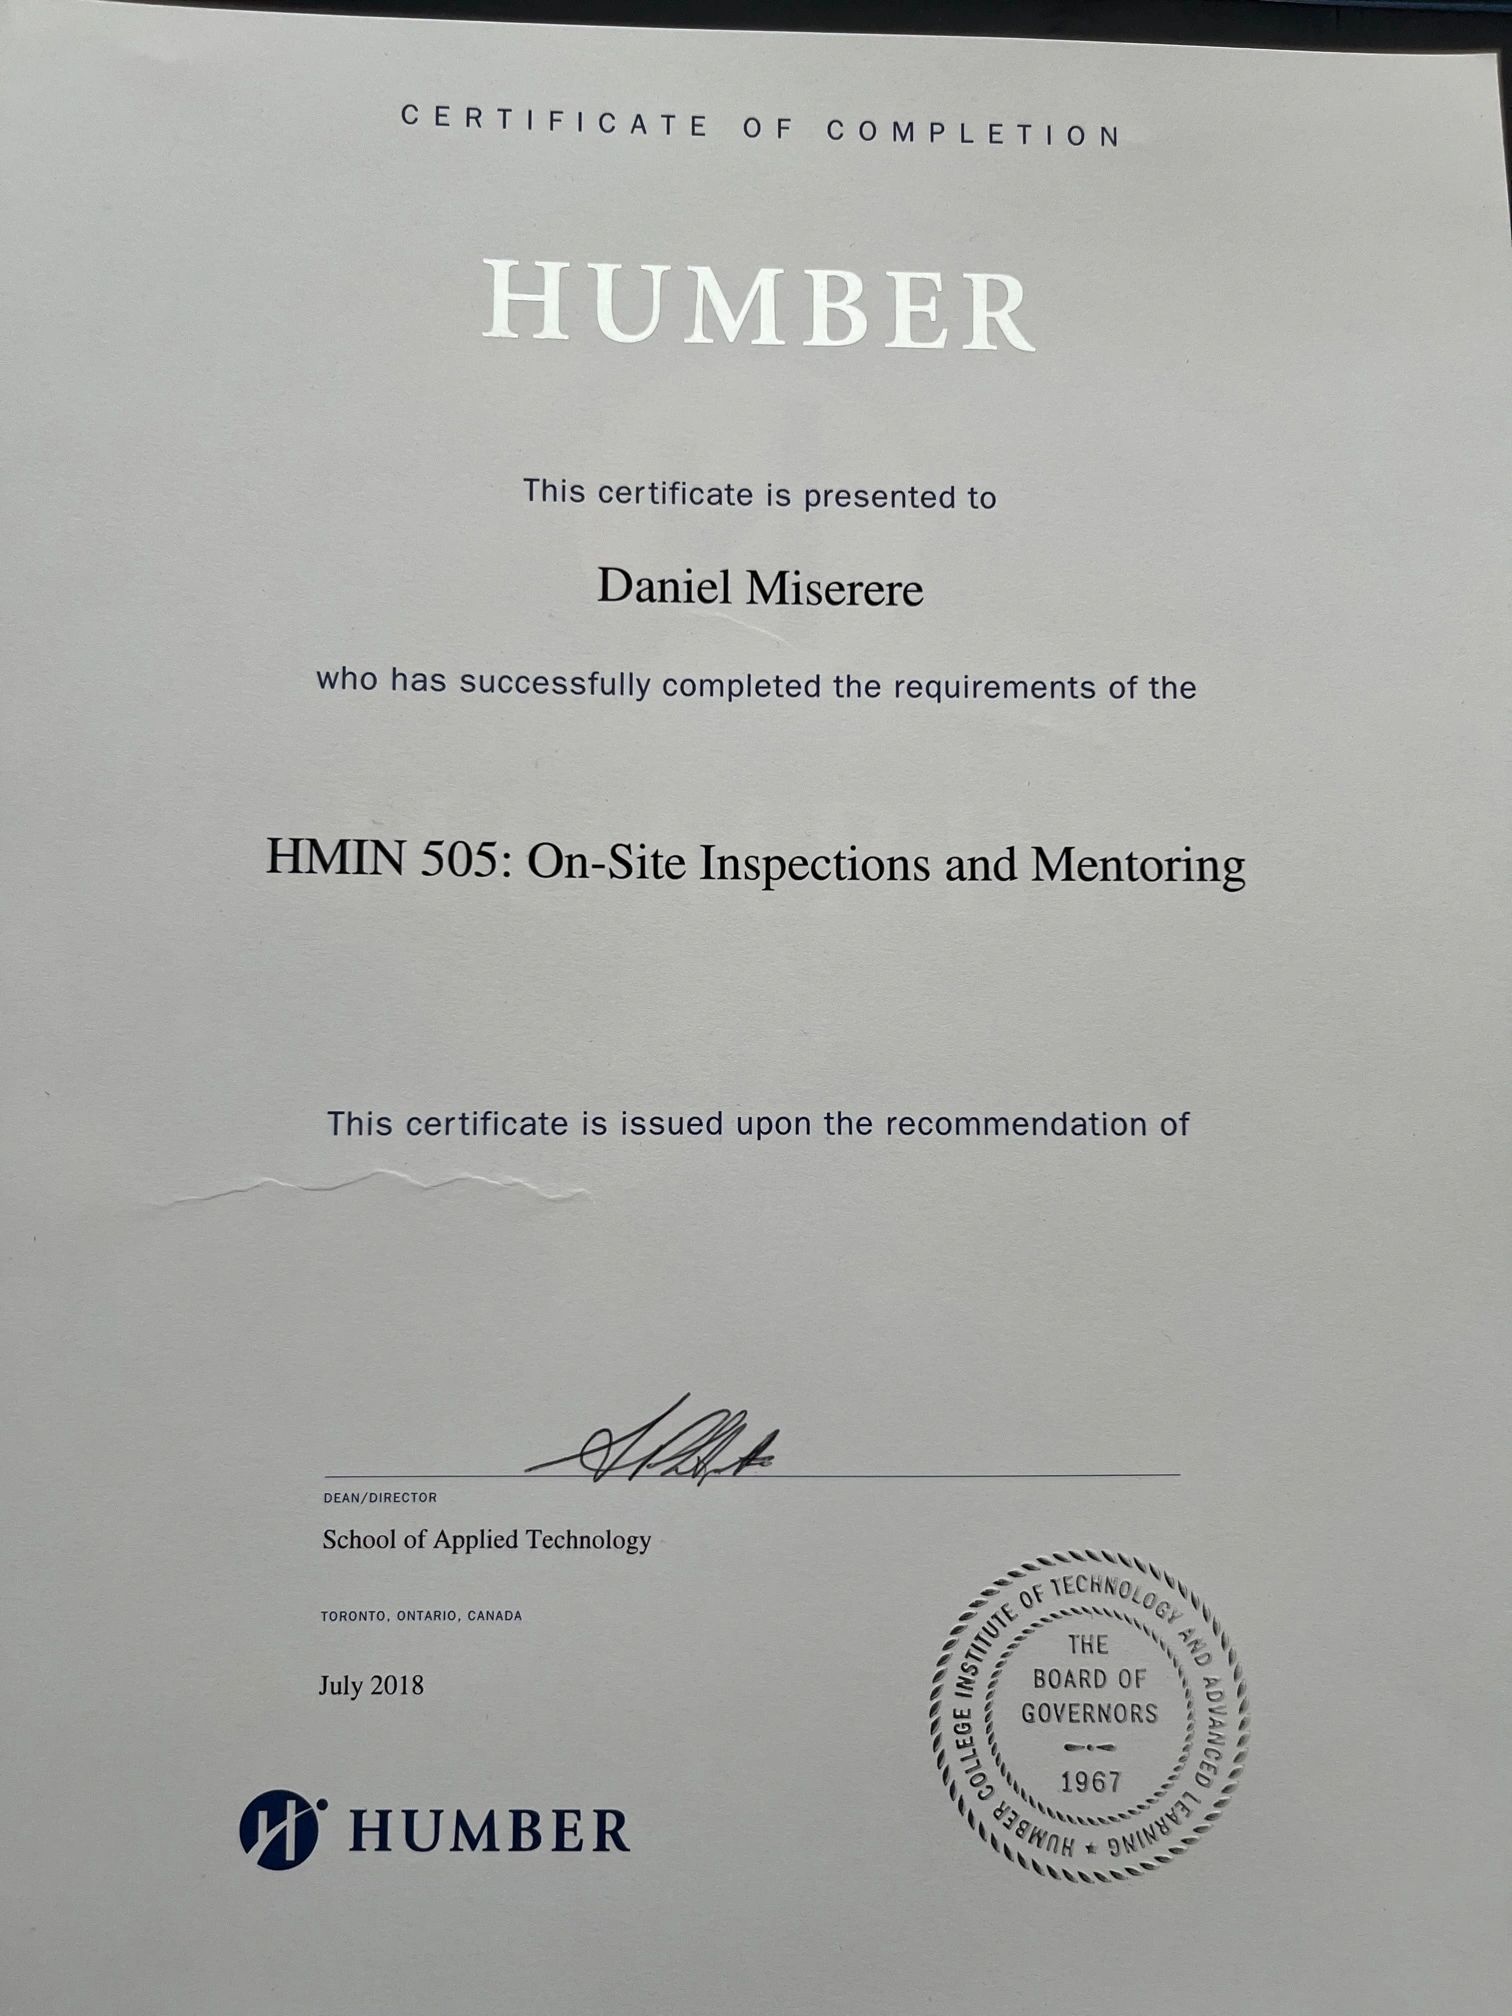 CERTIFICATE OF COMPLETION
HUMBER
This certificate is presented to
Daniel Miserere
who has successfully completed the requirements of the
HMIN 505: On-Site Inspections and Mentoring
This certificate is issued upon the recommendation of
DEAN/DIRECTOR
School of Applied Technology
TORONTO, ONTARIO, CANADA
July 2018
HUMBER
HUMBER COLLEGE INSTITUTE OF TECHNOLOGY AND ADVANCED LEARNING
THE
BOARD OF
GOVERNORS
1967